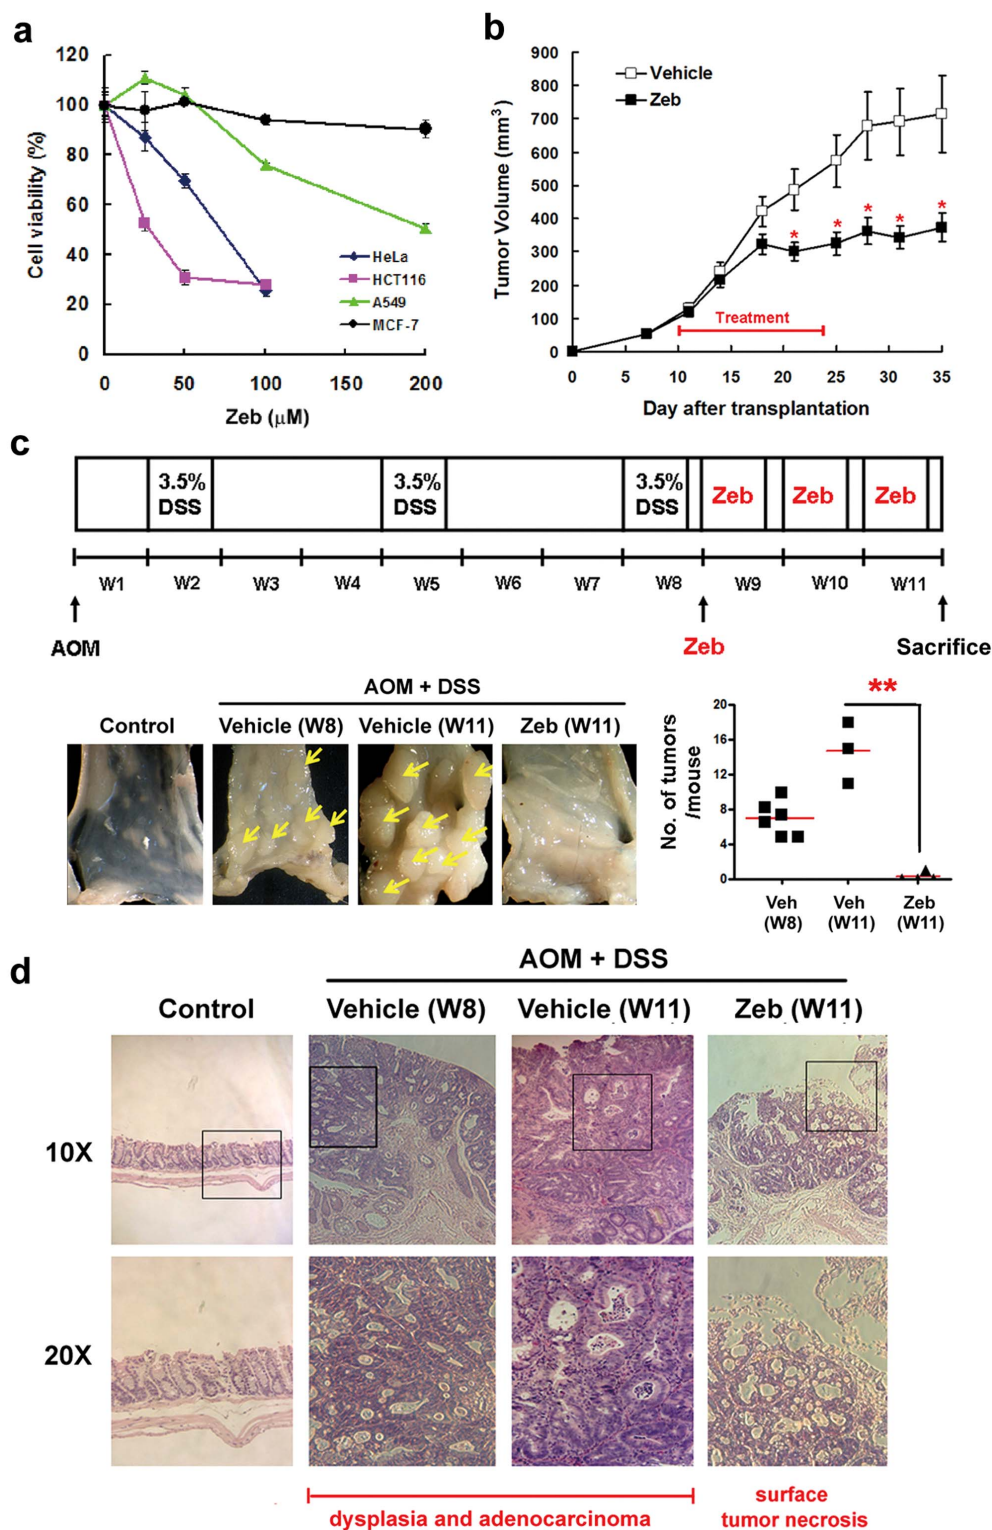 a
120
100
80
60
40
20
0
Cell viability (%)
HeLa
HCT116
A549
MCF-7
0 50 100 150 200
Zeb (μM)
b
900
800
700
600
500
400
300
200
100
0
Tumor Volume (mm3)
Vehicle
Zeb
* * * * *
Treatment
0 5 10 15 20 25 30 35
Day after transplantation
c
3.5% DSS
3.5% DSS
3.5% DSS
Zeb Zeb Zeb
W1 W2 W3 W4 W5 W6 W7 W8 W9 W10 W11
AOM Zeb Sacrifice
AOM + DSS
Control Vehicle (W8) Vehicle (W11) Zeb (W11)
**
20
16
12
8
4
0
No. of tumors
/mouse
Veh (W8)
Veh (W11)
Zeb (W11)
d
AOM + DSS
Control Vehicle (W8) Vehicle (W11) Zeb (W11)
10X
20X
dysplasia and adenocarcinoma
surface
tumor necrosis